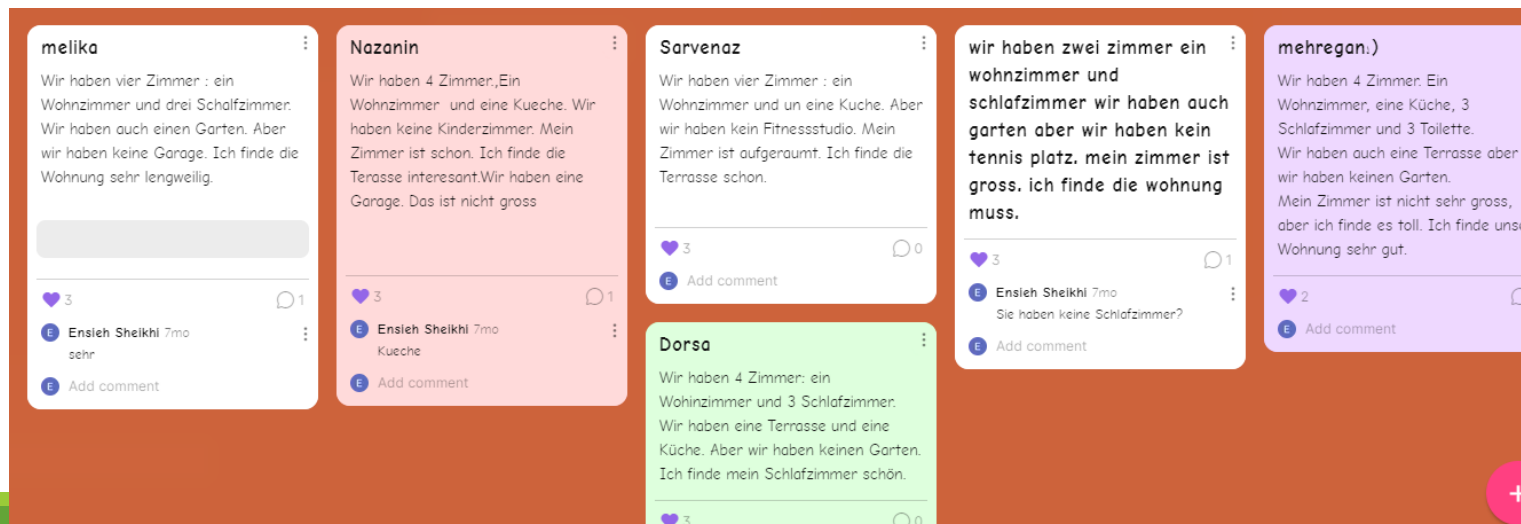 melika
Wir haben vier Zimmer : ein
Wohnzimmer und drei Schalfzimmer.
Wir haben auch einen Garten. Aber
wir haben keine Garage. Ich finde die
Wohnung sehr lengweilig.
3
1
E Ensieh Sheikhi 7mo
sehr
E Add comment
Nazanin
Wir haben 4 Zimmer.,Ein
Wohnzimmer und eine Kueche. Wir
haben keine Kinderzimmer. Mein
Zimmer ist schon. Ich finde die
Terasse interesant.Wir haben eine
Garage. Das ist nicht gross
3
1
E Ensieh Sheikhi 7mo
Kueche
E Add comment
Sarvenaz
Wir haben vier Zimmer : ein
Wohnzimmer und un eine Kuche. Aber
wir haben kein Fitnessstudio. Mein
Zimmer ist aufgeraumt. Ich finde die
Terrasse schon.
3
0
E Add comment
Dorsa
Wir haben 4 Zimmer: ein
Wohinzimmer und 3 Schlafzimmer.
Wir haben eine Terrasse und eine
Küche. Aber wir haben keinen Garten.
Ich finde mein Schlafzimmer schön.
3
0
wir haben zwei zimmer ein
wohnzimmer und
schlafzimmer wir haben auch
garten aber wir haben kein
tennis platz. mein zimmer ist
gross. ich finde die wohnung
muss.
3
1
E Ensieh Sheikhi 7mo
Sie haben keine Schlafzimmer?
E Add comment
mehregan:)
Wir haben 4 Zimmer. Ein
Wohnzimmer, eine Küche, 3
Schlafzimmer und 3 Toilette.
Wir haben auch eine Terrasse aber
wir haben keinen Garten.
Mein Zimmer ist nicht sehr gross,
aber ich finde es toll. Ich finde
Wohnung sehr gut.
2
E Add comment